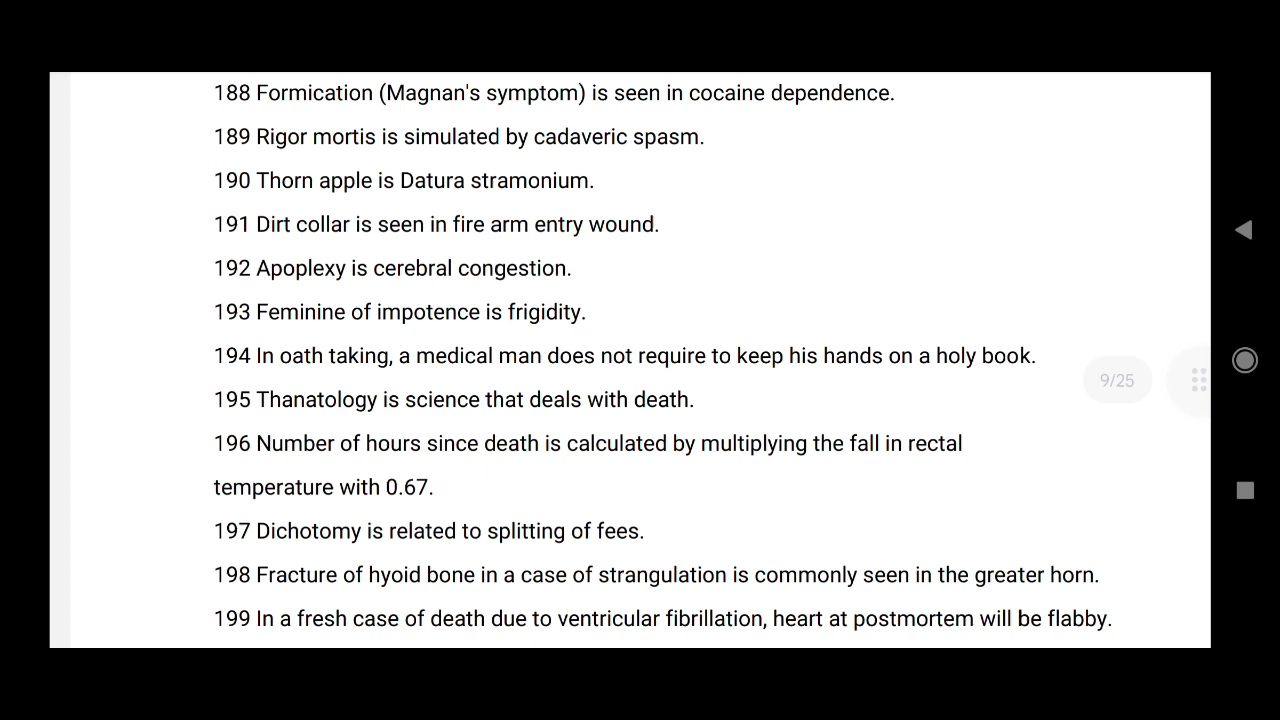 188 Formication (Magnan's symptom) is seen in cocaine dependence.
189 Rigor mortis is simulated by cadaveric spasm.
190 Thorn apple is Datura stramonium.
191 Dirt collar is seen in fire arm entry wound.
192 Apoplexy is cerebral congestion.
193 Feminine of impotence is frigidity.
194 In oath taking, a medical man does not require to keep his hands on a holy book.
9/25
195 Thanatology is science that deals with death.
196 Number of hours since death is calculated by multiplying the fall in rectal
temperature with 0.67.
197 Dichotomy is related to splitting of fees.
198 Fracture of hyoid bone in a case of strangulation is commonly seen in the greater horn.
199 In a fresh case of death due to ventricular fibrillation, heart at postmortem will be flabby.